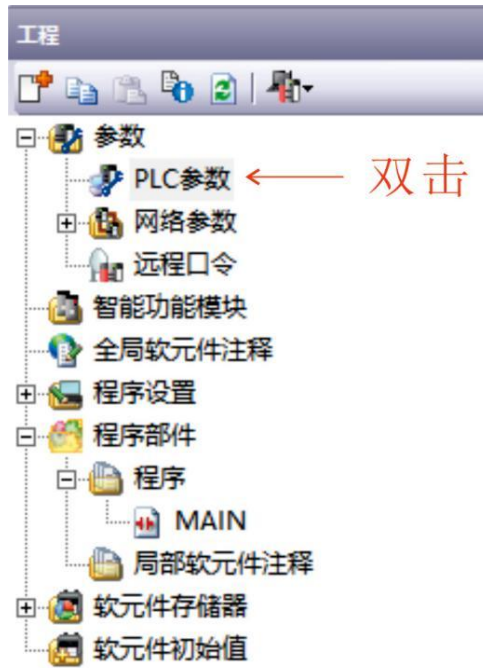 工程
参数
PLC参数 双击
网络参数
远程口令
智能功能模块
全局软元件注释
程序设置
程序部件
程序
MAIN
局部软元件注释
软元件存储器
软元件初始值